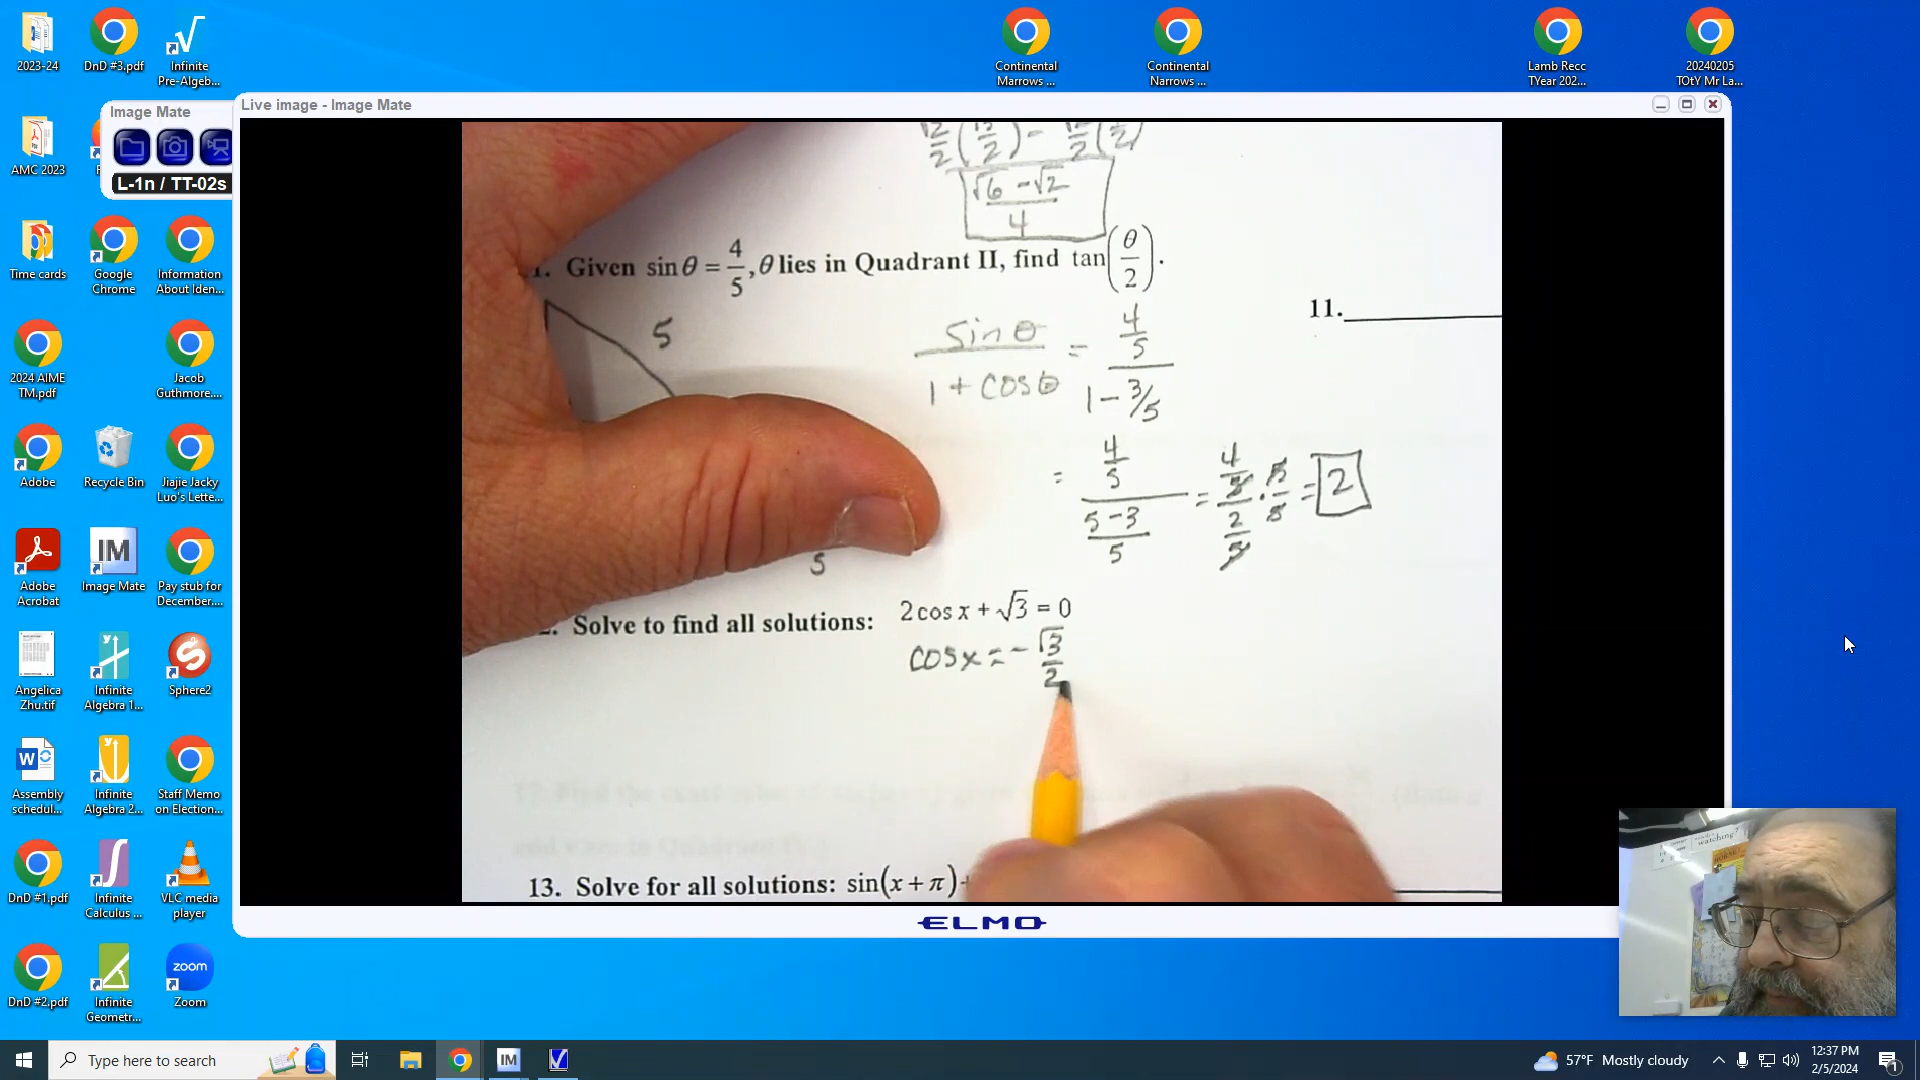 2023-24
DnD #3.pdf
Infinite
Pre-Algeb...
Continental
Marrows ...
Continental
Narrows ...
Lamb Recc
TYear 202...
20240205
TOtY Mr La...
Image Mate
L-1n / TT-02s
Live image - Image Mate
AMC 2023
Time cards
Google
Chrome
Information
About Iden...
2024 AIME
TM.pdf
Jacob
Guthmore....
Adobe
Recycle Bin
Jiajie Jacky
Luo's Lette...
Adobe
Acrobat
IM
Image Mate
Pay stub for
December....
Angelica
Zhu.tif
Infinite
Algebra 1...
Sphere2
Assembly
schedul...
Infinite
Algebra 2...
Staff Memo
on Election...
DnD #1.pdf
Infinite
Calculus ...
VLC media
player
DnD #2.pdf
Infinite
Geometr...
zoom
Zoom
√6 - √2
4
1. Given sin θ = 4/5, θ lies in Quadrant II, find tan(θ/2).
11.
5
sin θ / 1 + cos θ = 4/5 / 1 - 3/5
= 4/5 / 5-3/5 = 4/5 / 2/5 · 5/5 = 2
5
2. Solve to find all solutions: 2cos x + √3 = 0
cos x = - √3/2
13. Solve for all solutions: sin(x + π) +
ELMO
Type here to search
IM
57°F Mostly cloudy
12:37 PM
2/5/2024
1